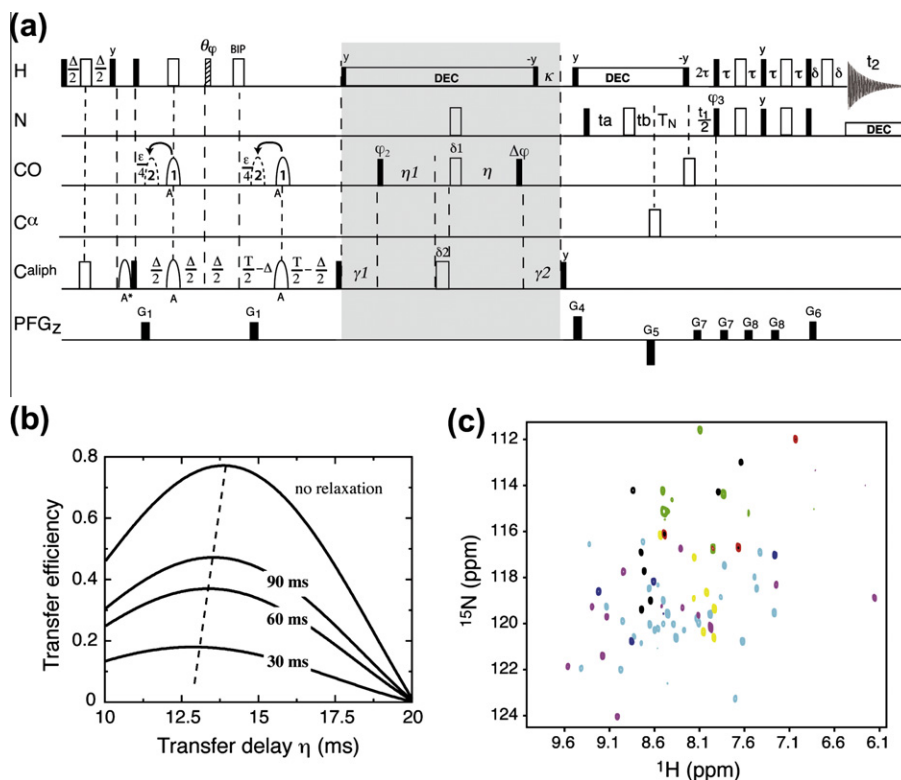 (a)
H Δ/2 Δ/2 y θφ BIP y DEC -y κ y DEC -y 2τ τ τ y τ τ δ δ t2
N ta tb TN t1/2 φ3 y DEC
CO ε/4 2 1 A ε/4 2 1 A φ2 η1 δ1 η Δφ
Cα
Caliph A* Δ/2 A Δ/2 Δ/2 T/2-Δ A T/2-Δ/2 γ1 δ2 γ2 y
PFGz G1 G1 G4 G5 G7 G7 G8 G8 G6
(b)
Transfer efficiency
0.8
0.6
0.4
0.2
0
no relaxation
90 ms
60 ms
30 ms
10 12.5 15 17.5 20
Transfer delay η (ms)
(c)
15N (ppm)
112
114
116
118
120
122
124
9.6 9.1 8.6 8.1 7.6 7.1 6.6 6.1
1H (ppm)